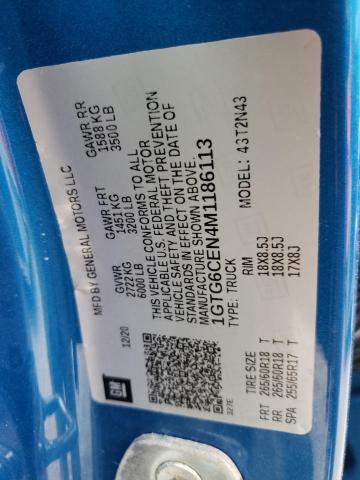 MFD BY GENERAL MOTORS LLC
12/20
GVWR GAWR FRT GAWR RR
2722 KG 1451 KG 1588 KG
6000 LB 3200 LB 3500 LB
THIS VEHICLE CONFORMS TO ALL
APPLICABLE U.S. FEDERAL MOTOR
VEHICLE SAFETY AND THEFT PREVENTION
STANDARDS IN EFFECT ON THE DATE OF
MANUFACTURE SHOWN ABOVE.
1GTG6CEN4M1186113
TYPE: TRUCK MODEL: 43T2N43
GM
327E
TIRE SIZE RIM
FRT 265/60R18 T 18X8.5J
RR 265/60R18 T 18X8.5J
SPA 255/65R17 T 17X8J